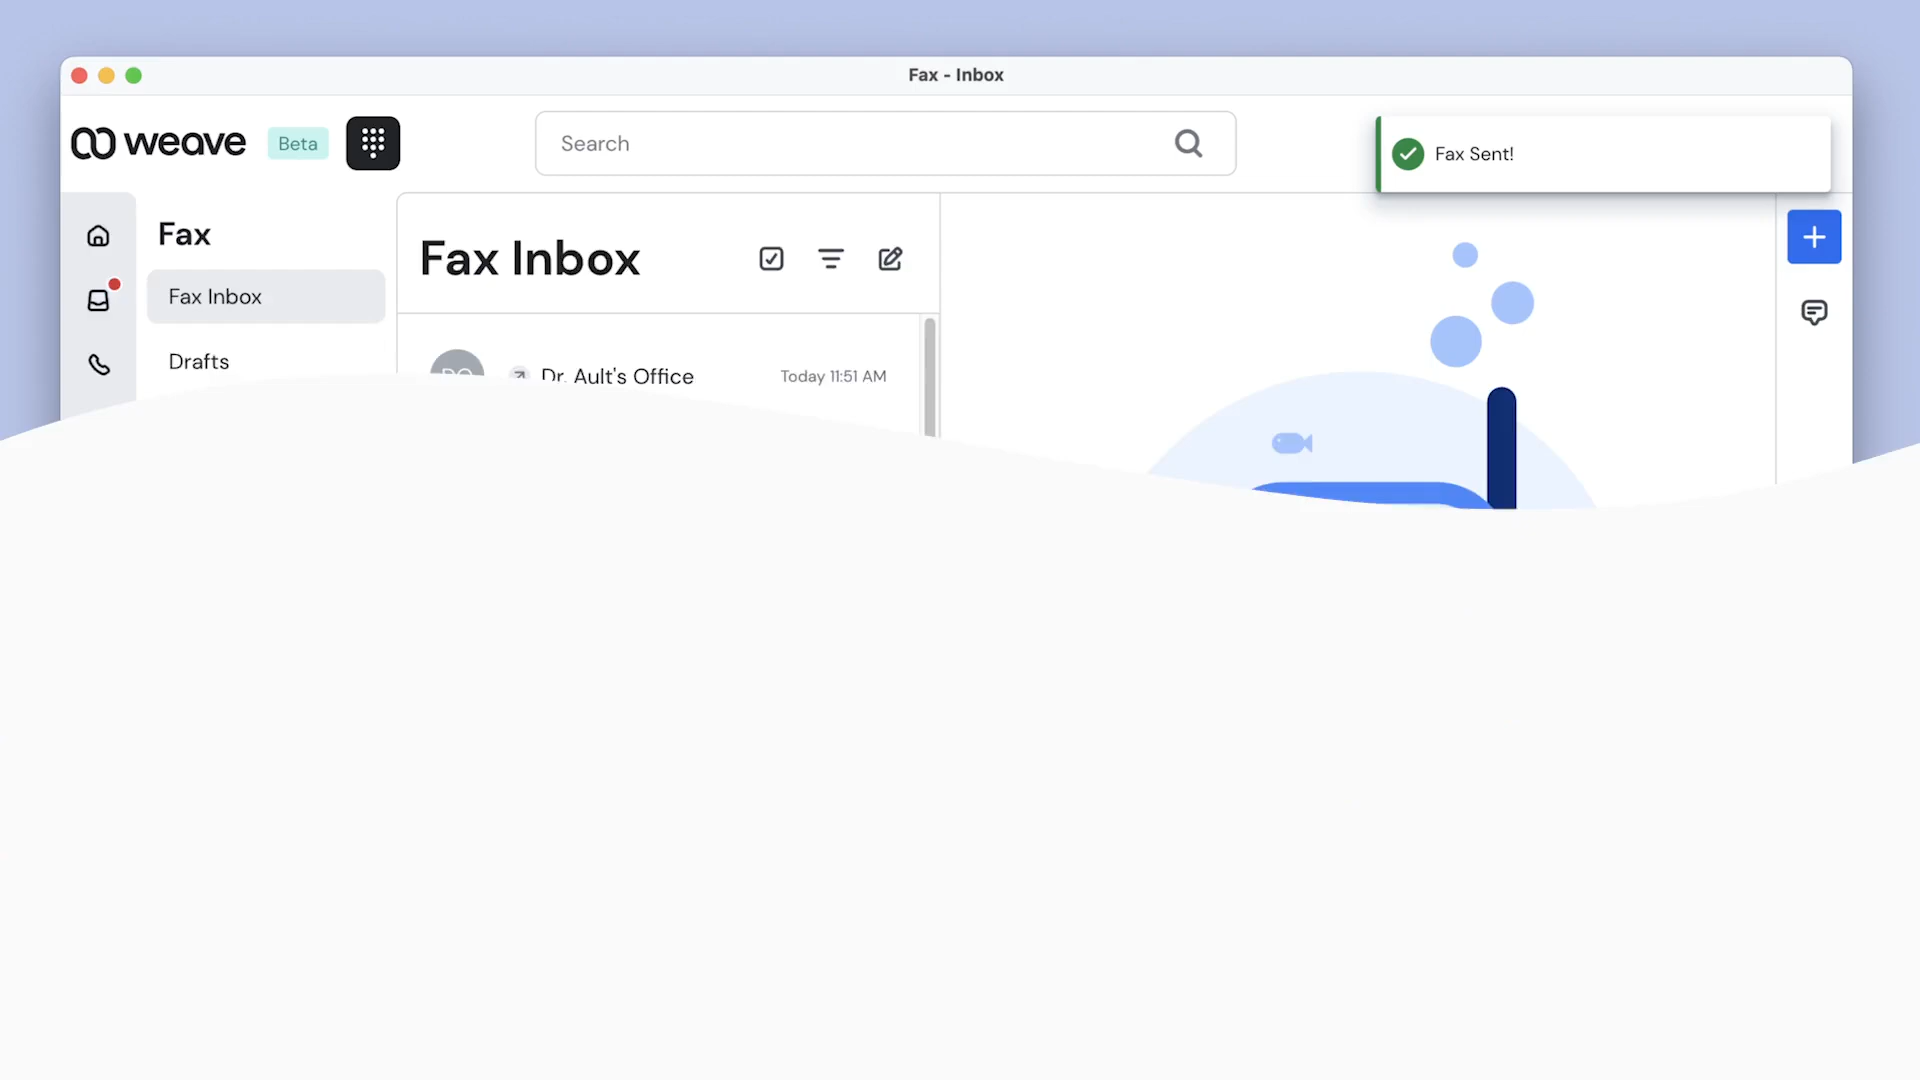 Fax - Inbox
weave
Beta
Search
Fax Sent!
Fax
Fax Inbox
Drafts
Fax Inbox
DO
Dr. Ault's Office
Today 11:51 AM